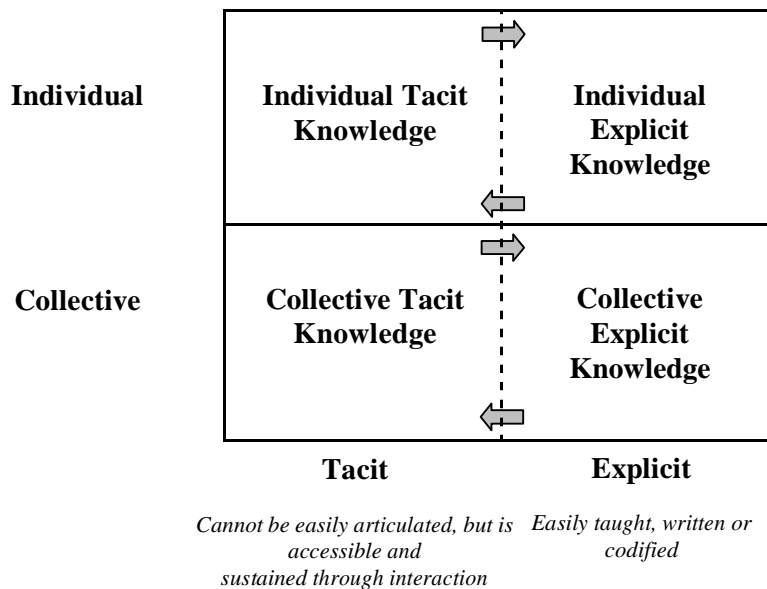 Individual
Individual Tacit
Knowledge
Individual
Explicit
Knowledge
Collective
Collective Tacit
Knowledge
Collective
Explicit
Knowledge
Tacit
Explicit
Cannot be easily articulated, but is
accessible and
sustained through interaction
Easily taught, written or
codified